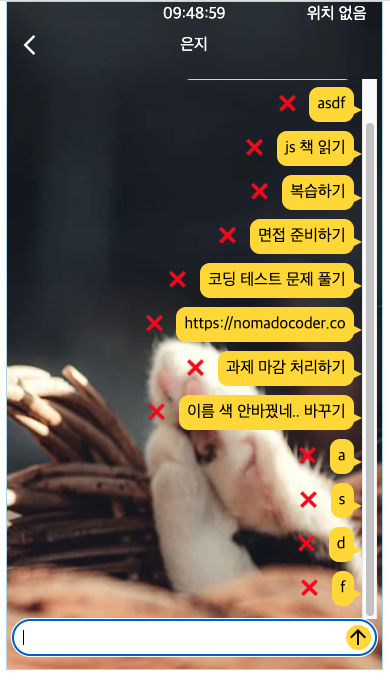 09:48:59
위치 없음
은지
asdf
js 책 읽기
복습하기
면접 준비하기
코딩 테스트 문제 풀기
https://nomadocoder.co
과제 마감 처리하기
이름 색 안바꿨네.. 바꾸기
a
s
d
f